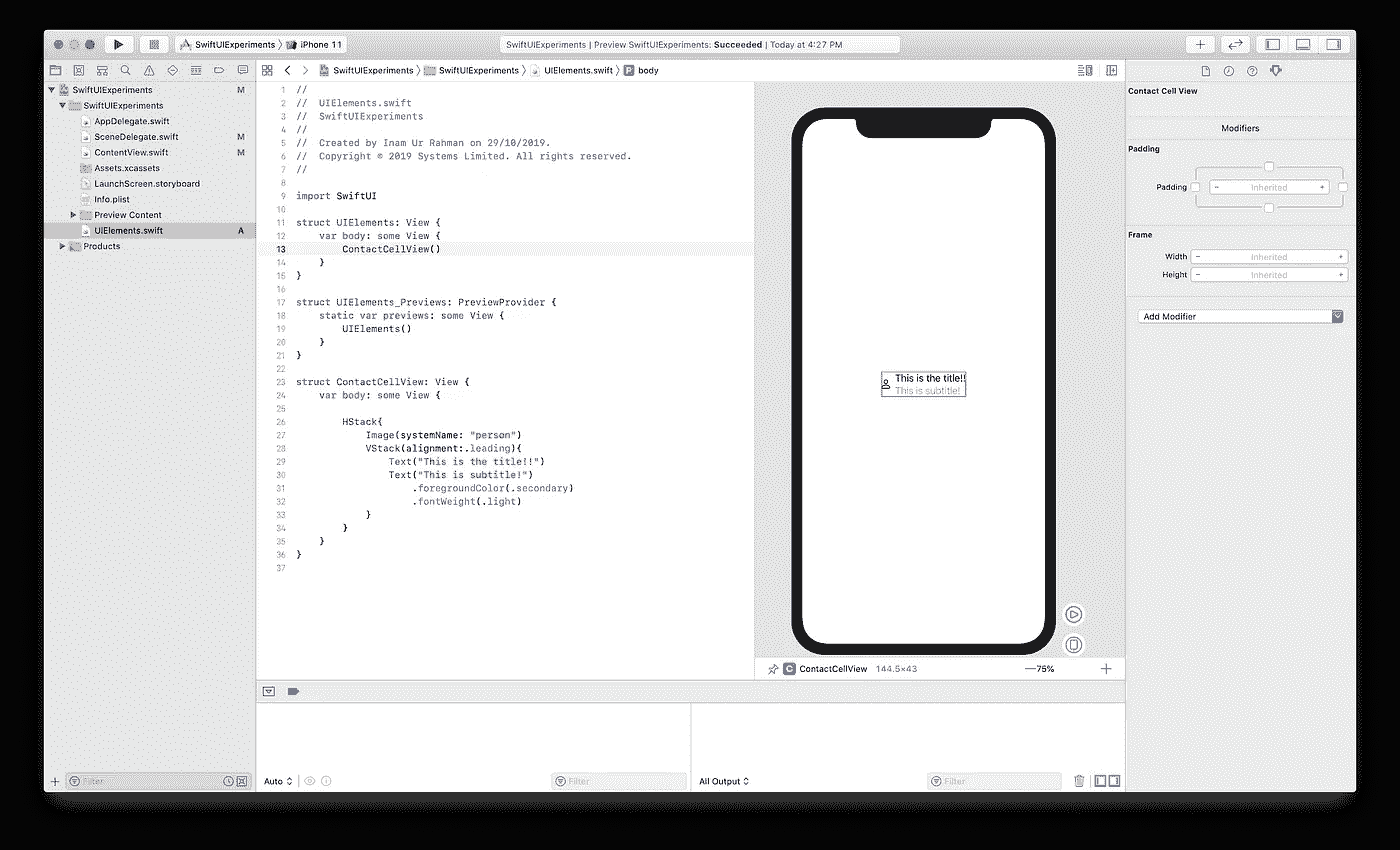 SwiftUIExperiments 〉 iPhone 11
SwiftUIExperiments | Preview SwiftUIExperiments: Succeeded | Today at 4:27 PM
SwiftUIExperiments M
SwiftUIExperiments
AppDelegate.swift
SceneDelegate.swift M
ContentView.swift M
Assets.xcassets
LaunchScreen.storyboard
Info.plist
Preview Content
UIElements.swift A
Products
Filter
SwiftUIExperiments 〉 SwiftUIExperiments 〉 UIElements.swift 〉 P body
1 //
2 //  UIElements.swift
3 //  SwiftUIExperiments
4 //
5 //  Created by Inam Ur Rahman on 29/10/2019.
6 //  Copyright © 2019 Systems Limited. All rights reserved.
7 //
8
9 import SwiftUI
10
11 struct UIElements: View {
12     var body: some View {
13         ContactCellView()
14     }
15 }
16
17 struct UIElements_Previews: PreviewProvider {
18     static var previews: some View {
19         UIElements()
20     }
21 }
22
23 struct ContactCellView: View {
24     var body: some View {
25
26         HStack{
27             Image(systemName: "person")
28             VStack(alignment:.leading){
29                 Text("This is the title!!")
30                 Text("This is subtitle!")
31                     .foregroundColor(.secondary)
32                     .fontWeight(.light)
33             }
34         }
35     }
36 }
37
This is the title!!
This is subtitle!
C ContactCellView 144.5×43
— 75% +
Auto
Filter
All Output
Filter
Contact Cell View
Modifiers
Padding
Padding − Inherited +
Frame
Width − Inherited +
Height − Inherited +
Add Modifier